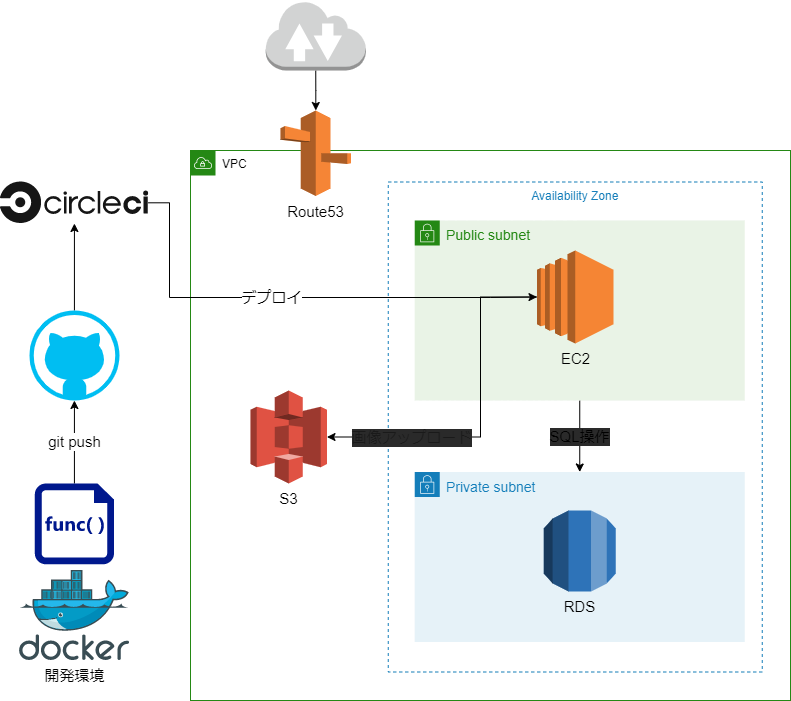 VPC
Route53
Availability Zone
circleci
Public subnet
デプロイ
EC2
git push
画像アップロード
SQL操作
S3
Private subnet
func( )
RDS
docker
開発環境